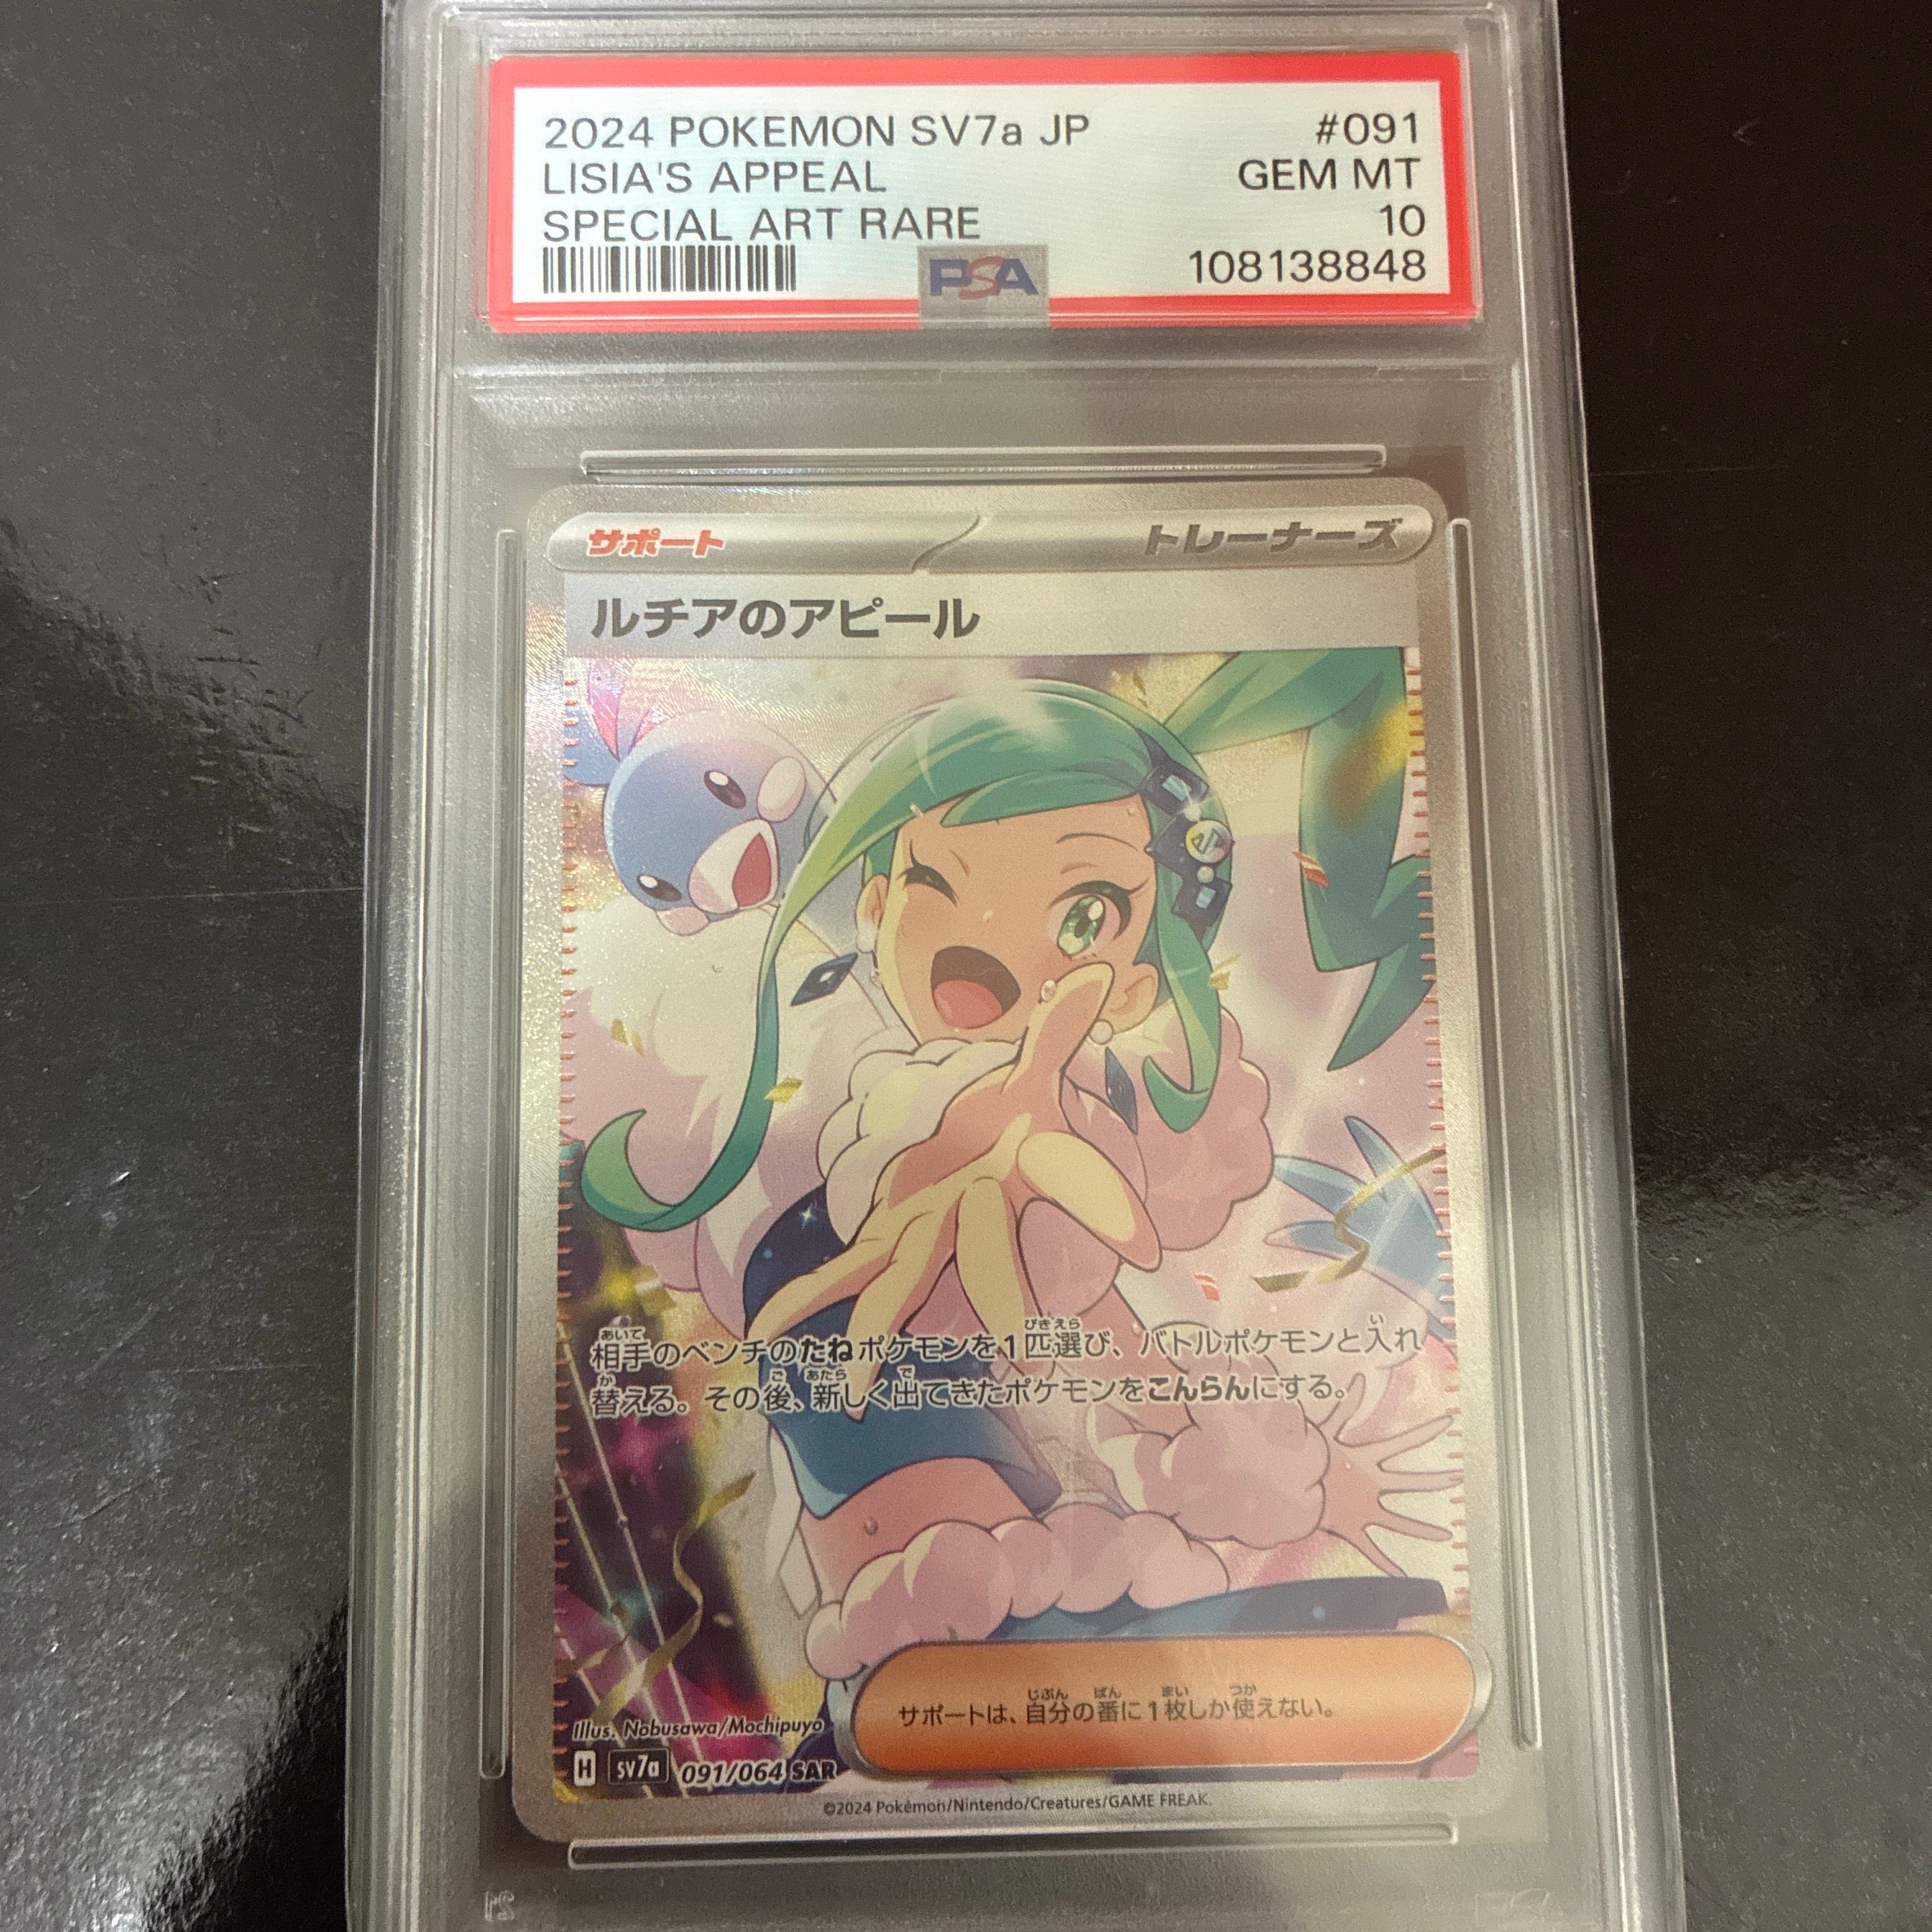 2024 POKEMON SV7a JP #091
LISIA'S APPEAL GEM MT
SPECIAL ART RARE 10
PSA 108138848
サポート トレーナーズ
ルチアのアピール
相手のベンチのたねポケモンを1匹選び、バトルポケモンと入れ
替える。その後、新しく出てきたポケモンをこんらんにする。
サポートは、自分の番に1枚しか使えない。
Illus. Nobusawa/Mochipuyo
H sv7a 091/064 SAR
©2024 Pokémon/Nintendo/Creatures/GAME FREAK.